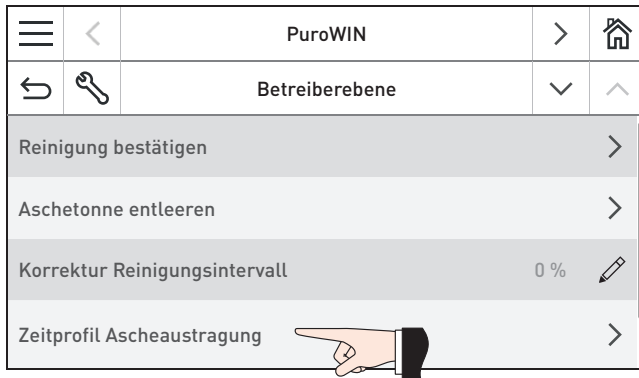 PuroWIN
Betreiberebene
Reinigung bestätigen
Aschetonne entleeren
Korrektur Reinigungsintervall 0 %
Zeitprofil Ascheaustragung